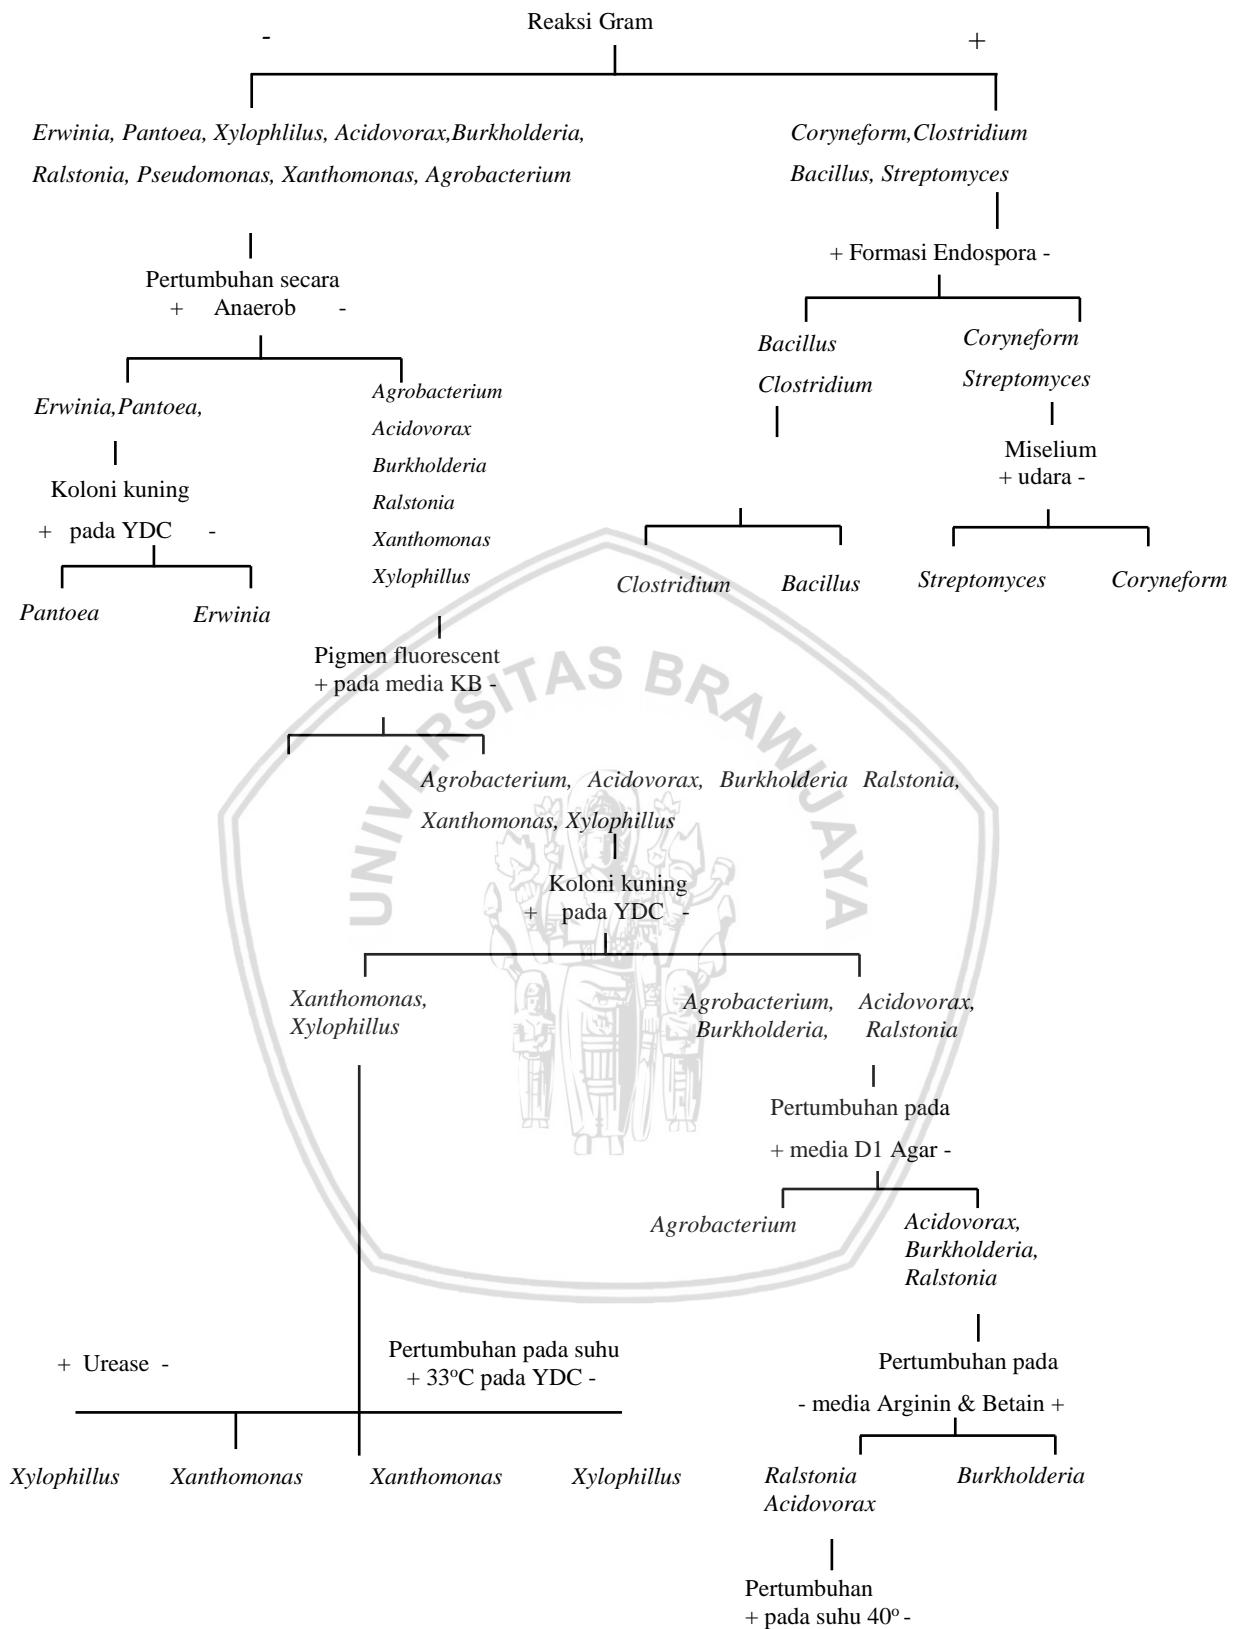 Reaksi Gram
-
+
Erwinia, Pantoea, Xylophlilus, Acidovorax,Burkholderia,
Ralstonia, Pseudomonas, Xanthomonas, Agrobacterium
Coryneform,Clostridium
Bacillus, Streptomyces
+ Formasi Endospora -
Pertumbuhan secara
+ Anaerob -
Bacillus
Clostridium
Coryneform
Streptomyces
Erwinia,Pantoea,
Agrobacterium
Acidovorax
Burkholderia
Ralstonia
Xanthomonas
Xylophillus
Miselium
+ udara -
Koloni kuning
+ pada YDC -
Clostridium
Bacillus
Streptomyces
Coryneform
Pantoea
Erwinia
Pigmen fluorescent
+ pada media KB -
UNIVERSITAS BRAWIJAYA
Agrobacterium, Acidovorax, Burkholderia Ralstonia,
Xanthomonas, Xylophillus
Koloni kuning
+ pada YDC -
Xanthomonas,
Xylophillus
Agrobacterium, Acidovorax,
Burkholderia, Ralstonia
Pertumbuhan pada
+ media D1 Agar -
Agrobacterium
Acidovorax,
Burkholderia,
Ralstonia
+ Urease -
Pertumbuhan pada suhu
+ 33°C pada YDC -
Pertumbuhan pada
- media Arginin & Betain +
Xylophillus
Xanthomonas
Xanthomonas
Xylophillus
Ralstonia
Acidovorax
Burkholderia
Pertumbuhan
+ pada suhu 40° -